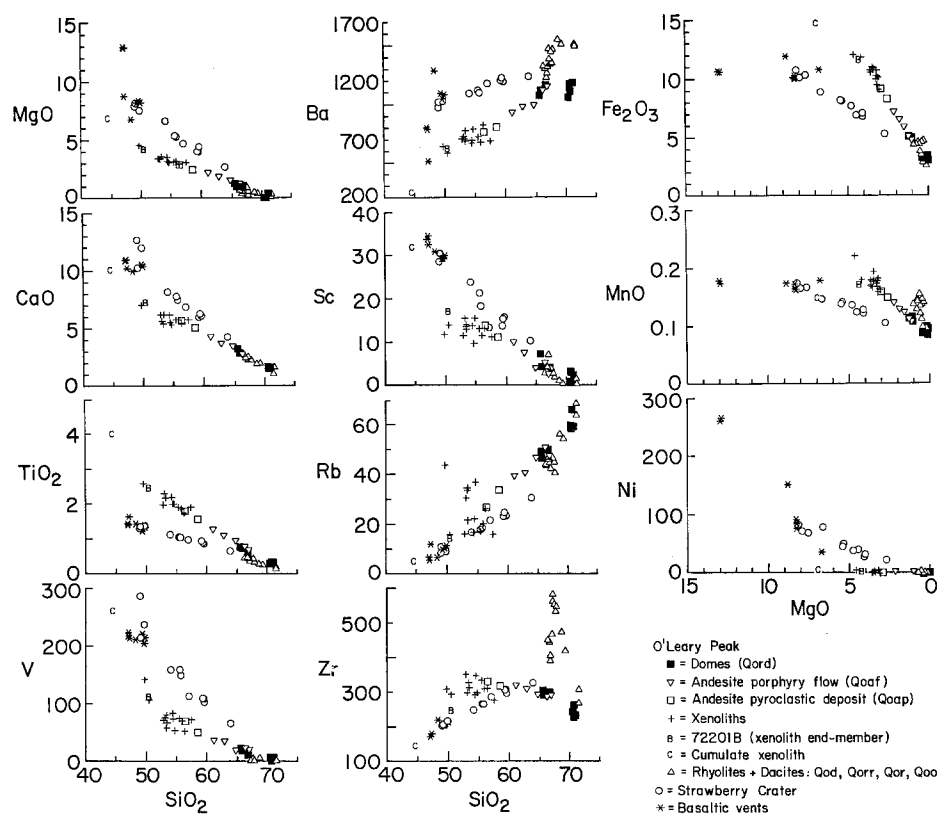 MgO
15
10
5
0
Ba
1700
1200
700
200
Fe2O3
15
10
5
0
50
60
70
CaO
15
10
5
0
Sc
40
30
20
10
0
MnO
0.3
0.2
0.1
0
TiO2
4
2
0
Rb
80
60
40
20
0
Ni
300
200
100
0
15
10
5
0
MgO
V
300
200
100
0
40
50
60
70
SiO2
Zr
500
300
100
40
50
60
70
SiO2
O'Leary Peak
■ = Domes (Qord)
▽ = Andesite porphyry flow (Qoaf)
□ = Andesite pyroclastic deposit (Qoap)
+ = Xenoliths
B = 72201B (xenolith end-member)
C = Cumulate xenolith
△ = Rhyolites + Dacites: Qod, Qorr, Qor, Qoo
○ = Strawberry Crater
* = Basaltic vents